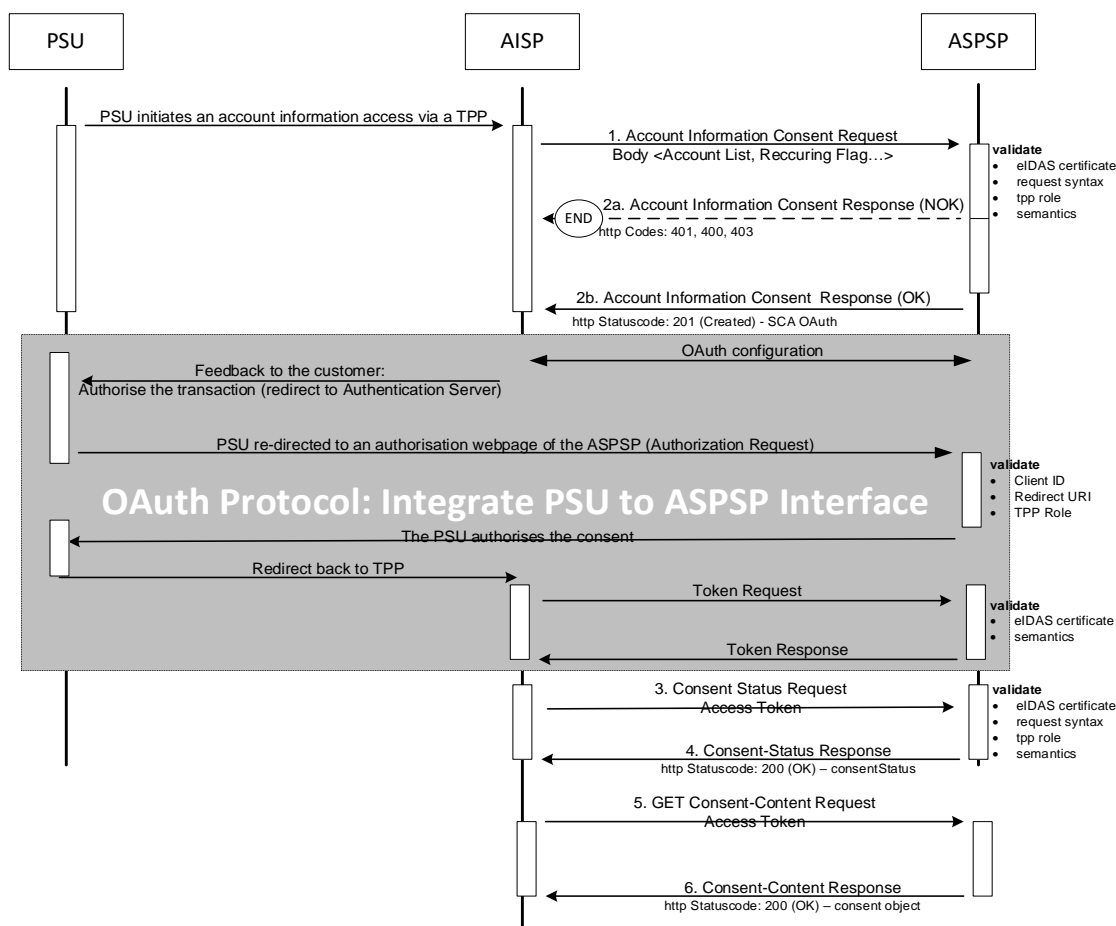 PSU
AISP
ASPSP
PSU initiates an account information access via a TPP
1. Account Information Consent Request
Body <Account List, Reccuring Flag...>
validate
• eIDAS certificate
• request syntax
• tpp role
• semantics
2a. Account Information Consent Response (NOK)
END
http Codes: 401, 400, 403
2b. Account Information Consent Response (OK)
http Statuscode: 201 (Created) - SCA OAuth
OAuth configuration
Feedback to the customer:
Authorise the transaction (redirect to Authentication Server)
PSU re-directed to an authorisation webpage of the ASPSP (Authorization Request)
validate
• Client ID
• Redirect URI
• TPP Role
OAuth Protocol: Integrate PSU to ASPSP Interface
The PSU authorises the consent
Redirect back to TPP
Token Request
validate
• eIDAS certificate
• semantics
Token Response
3. Consent Status Request
Access Token
validate
• eIDAS certificate
• request syntax
• tpp role
• semantics
4. Consent-Status Response
http Statuscode: 200 (OK) – consentStatus
5. GET Consent-Content Request
Access Token
6. Consent-Content Response
http Statuscode: 200 (OK) – consent object